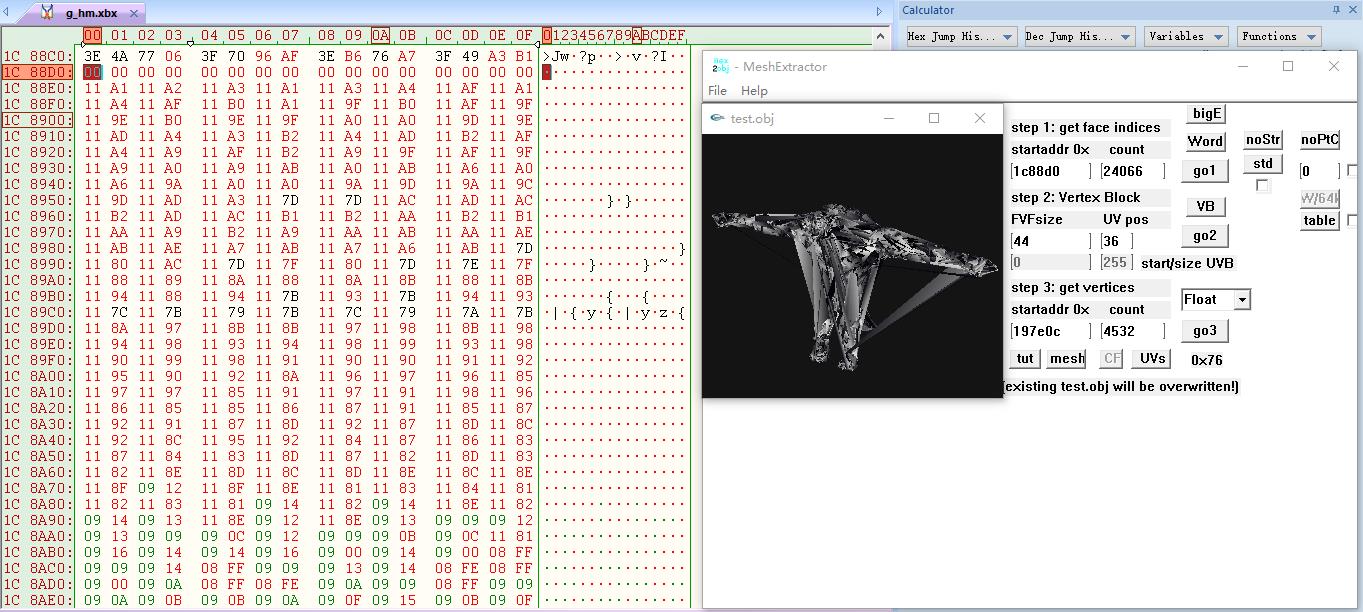 g_hm.xbx
00 01 02 03 04 05 06 07 08 09 0A 0B 0C 0D 0E 0F 0123456789ABCDEF
1C 88C0: 3E 4A 77 06 3F 70 96 AF 3E B6 76 A7 3F 49 A3 B1 >Jw·?p··>·v·?I··
1C 88D0: 00 00 00 00 00 00 00 00 00 00 00 00 00 00 00 00 ················
1C 88E0: 11 A1 11 A2 11 A3 11 A1 11 A3 11 A4 11 AF 11 A1 ················
1C 88F0: 11 A4 11 AF 11 B0 11 A1 11 9F 11 B0 11 AF 11 9F ················
1C 8900: 11 9E 11 B0 11 9E 11 9F 11 A0 11 A0 11 9D 11 9E ················
1C 8910: 11 AD 11 A4 11 A3 11 B2 11 A4 11 AD 11 B2 11 AF ················
1C 8920: 11 A4 11 A9 11 AF 11 B2 11 A9 11 9F 11 AF 11 9F ················
1C 8930: 11 A9 11 A0 11 A9 11 AB 11 A0 11 AB 11 A6 11 A0 ················
1C 8940: 11 A6 11 9A 11 A0 11 A0 11 9A 11 9D 11 9A 11 9C ················
1C 8950: 11 9D 11 AD 11 A3 11 7D 11 7D 11 AC 11 AD 11 AC ·······}·}······
1C 8960: 11 B2 11 AD 11 AC 11 B1 11 B2 11 AA 11 B2 11 B1 ················
1C 8970: 11 AA 11 A9 11 B2 11 A9 11 AA 11 AB 11 AA 11 AE ················
1C 8980: 11 AB 11 AE 11 A7 11 AB 11 A7 11 A6 11 AB 11 7D ···············}
1C 8990: 11 80 11 AC 11 7D 11 7F 11 80 11 7D 11 7E 11 7F ·····}·····}·~··
1C 89A0: 11 88 11 89 11 8A 11 88 11 8A 11 8B 11 88 11 8B ················
1C 89B0: 11 94 11 88 11 94 11 7B 11 93 11 7B 11 94 11 93 ·······{···{····
1C 89C0: 11 7C 11 7B 11 79 11 7B 11 7C 11 79 11 7A 11 7B ·|·{·y·{·|·y·z·{
1C 89D0: 11 8A 11 97 11 8B 11 8B 11 97 11 98 11 8B 11 98 ················
1C 89E0: 11 94 11 98 11 93 11 94 11 98 11 99 11 93 11 98 ················
1C 89F0: 11 90 11 99 11 98 11 91 11 90 11 90 11 91 11 92 ················
1C 8A00: 11 95 11 90 11 92 11 8A 11 96 11 97 11 96 11 85 ················
1C 8A10: 11 97 11 97 11 85 11 91 11 97 11 91 11 98 11 96 ················
1C 8A20: 11 86 11 85 11 85 11 86 11 87 11 91 11 85 11 87 ················
1C 8A30: 11 92 11 91 11 87 11 8D 11 92 11 87 11 8D 11 8C ················
1C 8A40: 11 92 11 8C 11 95 11 92 11 84 11 87 11 86 11 83 ················
1C 8A50: 11 87 11 84 11 83 11 8D 11 87 11 82 11 8D 11 83 ················
1C 8A60: 11 82 11 8E 11 8D 11 8C 11 8D 11 8E 11 8C 11 8E ················
1C 8A70: 11 8F 09 12 11 8F 11 8E 11 81 11 83 11 84 11 81 ················
1C 8A80: 11 82 11 83 11 81 09 14 11 82 09 14 11 8E 11 82 ················
1C 8A90: 09 14 09 13 11 8E 09 12 11 8E 09 13 09 09 09 12 ················
1C 8AA0: 09 13 09 09 09 0C 09 12 09 09 09 0B 09 0C 11 81 ················
1C 8AB0: 09 16 09 14 09 14 09 16 09 00 09 14 09 00 08 FF ················
1C 8AC0: 09 09 09 14 08 FF 09 09 09 13 09 14 08 FE 08 FF ················
1C 8AD0: 09 00 09 0A 08 FF 08 FE 09 0A 09 09 08 FF 09 09 ················
1C 8AE0: 09 0A 09 0B 09 0B 09 0A 09 0F 09 15 09 0B 09 0F ················
Calculator
Hex Jump His... Dec Jump His... Variables Functions
hex
2obj - MeshExtractor
File Help
test.obj
bigE
step 1: get face indices Word noStr noPtC
startaddr 0x count std
1c88d0 24066 go1 0
step 2: Vertex Block VB W/64k
FVFsize UV pos table
44 36 go2
0 255 start/size UVB
step 3: get vertices Float
startaddr 0x count
197e0c 4532 go3
tut mesh CF UVs 0x76
(existing test.obj will be overwritten!)